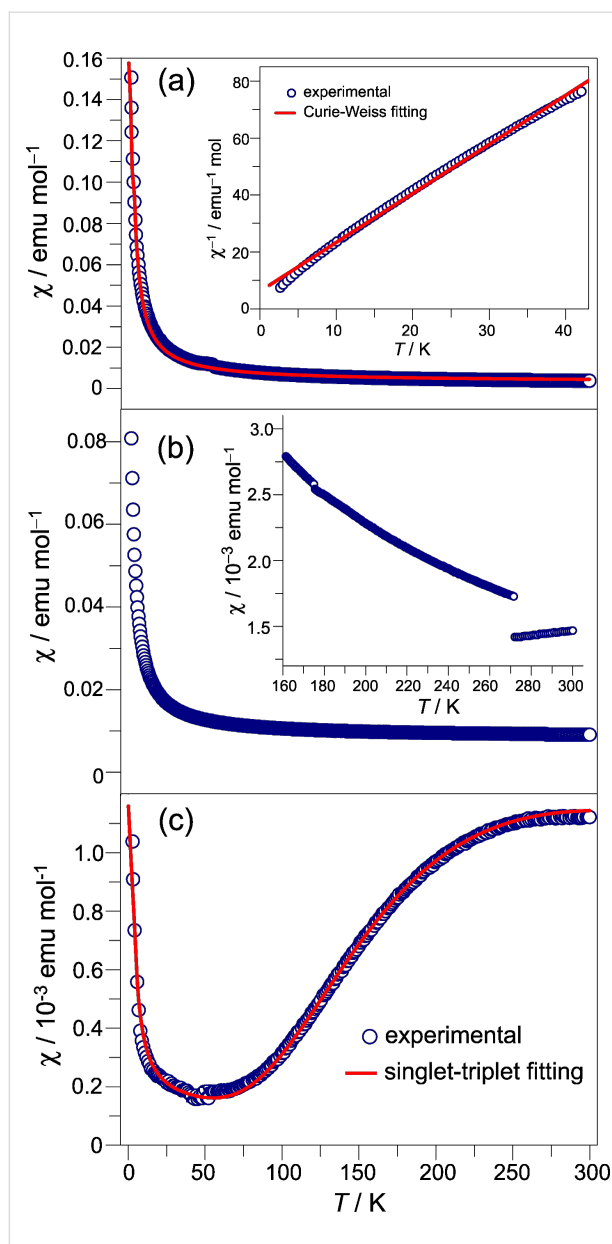 (a)
χ / emu mol⁻¹
0.16
0.14
0.12
0.10
0.08
0.06
0.04
0.02
0
experimental
Curie-Weiss fitting
χ⁻¹ / emu⁻¹ mol
80
60
40
20
0
0 10 20 30 40
T / K
(b)
χ / emu mol⁻¹
0.08
0.06
0.04
0.02
0
χ / 10⁻³ emu mol⁻¹
3.0
2.5
2.0
1.5
160 180 200 220 240 260 280 300
T / K
(c)
χ / 10⁻³ emu mol⁻¹
1.0
0.8
0.6
0.4
0.2
0
experimental
singlet-triplet fitting
0 50 100 150 200 250 300
T / K